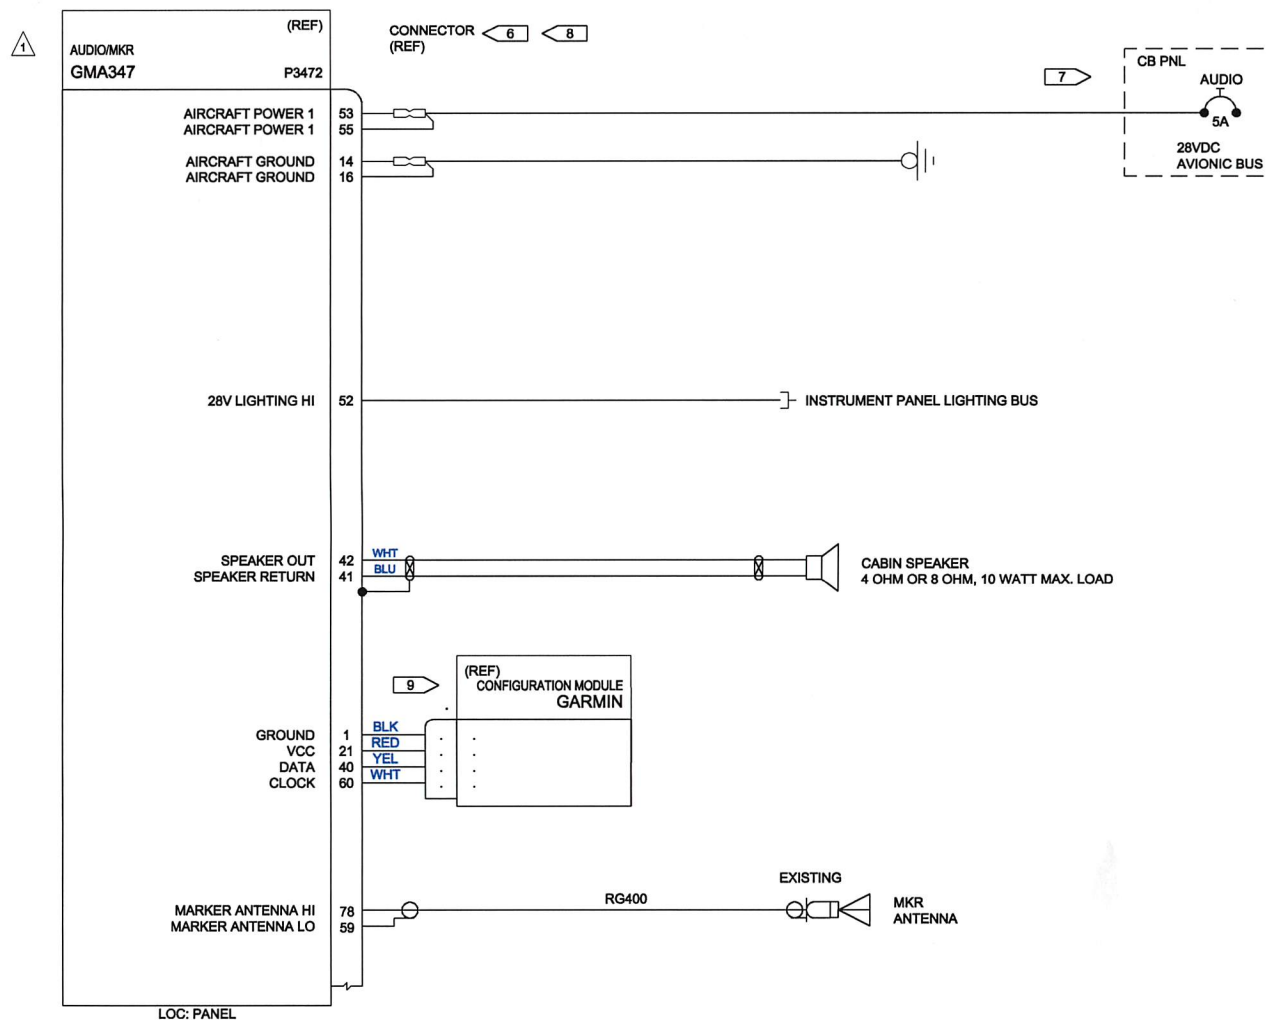 (REF)
CONNECTOR
(REF)
6
8
1
AUDIO/MKR
GMA347
P3472
7
CB PNL
AUDIO
5A
28VDC
AVIONIC BUS
AIRCRAFT POWER 1 53
AIRCRAFT POWER 1 55
AIRCRAFT GROUND 14
AIRCRAFT GROUND 16
28V LIGHTING HI 52
INSTRUMENT PANEL LIGHTING BUS
SPEAKER OUT 42 WHT
SPEAKER RETURN 41 BLU
CABIN SPEAKER
4 OHM OR 8 OHM, 10 WATT MAX. LOAD
9
(REF)
CONFIGURATION MODULE
GARMIN
GROUND 1 BLK
VCC 21 RED
DATA 40 YEL
CLOCK 60 WHT
EXISTING
MARKER ANTENNA HI 78
MARKER ANTENNA LO 59
RG400
MKR
ANTENNA
LOC: PANEL